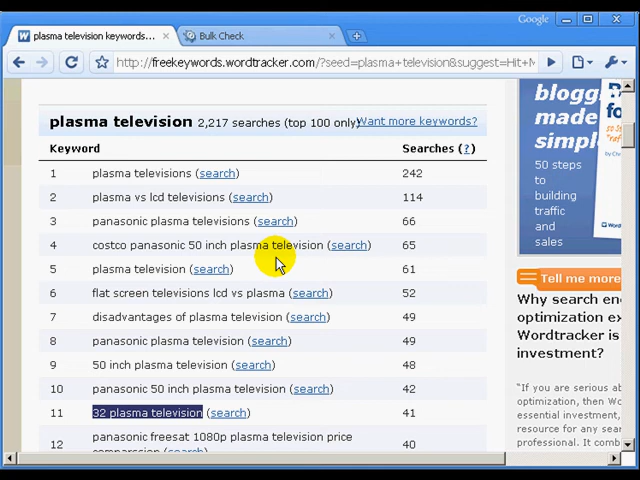 Google
plasma television keywords...
Bulk Check
http://freekeywords.wordtracker.com/?seed=plasma+television&suggest=Hit+
plasma television 2,217 searches (top 100 only) Want more keywords?
Keyword Searches (?)
1 plasma televisions (search) 242
2 plasma vs lcd televisions (search) 114
3 panasonic plasma televisions (search) 66
4 costco panasonic 50 inch plasma television (search) 65
5 plasma television (search) 61
6 flat screen televisions lcd vs plasma (search) 52
7 disadvantages of plasma television (search) 49
8 panasonic plasma television (search) 49
9 50 inch plasma television (search) 48
10 panasonic 50 inch plasma television (search) 42
11 32 plasma television (search) 41
12 panasonic freesat 1080p plasma television price 40
comparssion (search)
blogg
made
simpl
50 steps
to
building
traffic
and
sales
Tell me more
Why search en
optimization ex
Wordtracker is
investment?
"If you are serious ab
optimization, then Wo
essential investment,
resource for any sear
professional. It comb